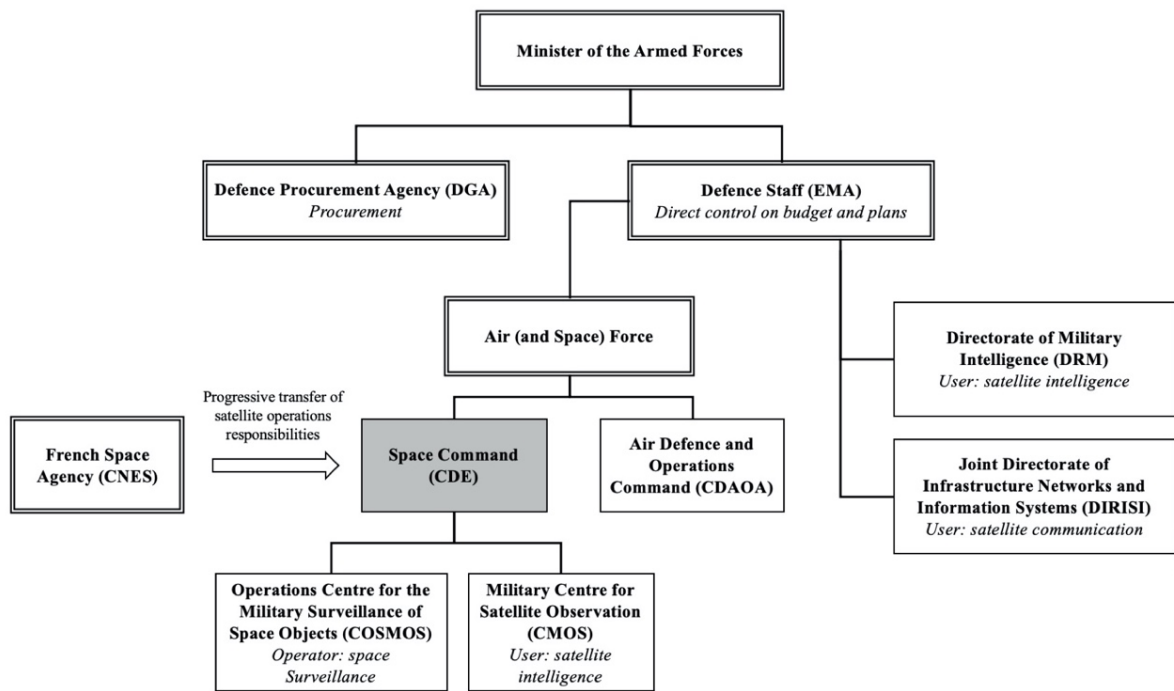 Minister of the Armed Forces
Defence Procurement Agency (DGA)
Procurement
Defence Staff (EMA)
Direct control on budget and plans
Air (and Space) Force
Directorate of Military
Intelligence (DRM)
User: satellite intelligence
Progressive transfer of
satellite operations
responsibilities
French Space
Agency (CNES)
Space Command
(CDE)
Air Defence and
Operations
Command (CDAOA)
Joint Directorate of
Infrastructure Networks and
Information Systems (DIRISI)
User: satellite communication
Operations Centre for the
Military Surveillance of
Space Objects (COSMOS)
Operator: space
Surveillance
Military Centre for
Satellite Observation
(CMOS)
User: satellite
intelligence